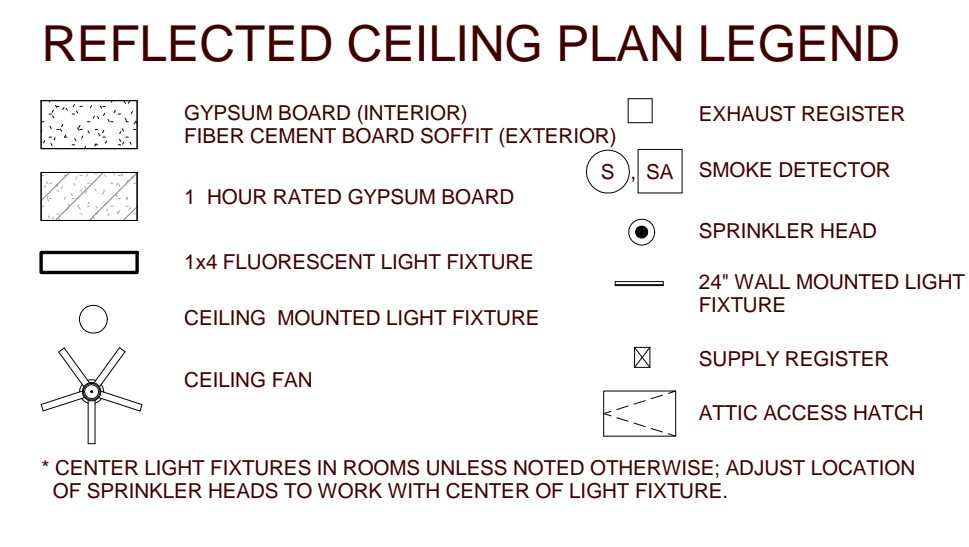 REFLECTED CEILING PLAN LEGEND
GYPSUM BOARD (INTERIOR)
FIBER CEMENT BOARD SOFFIT (EXTERIOR)
1 HOUR RATED GYPSUM BOARD
1x4 FLUORESCENT LIGHT FIXTURE
CEILING MOUNTED LIGHT FIXTURE
CEILING FAN
EXHAUST REGISTER
S , SA SMOKE DETECTOR
SPRINKLER HEAD
24" WALL MOUNTED LIGHT
FIXTURE
SUPPLY REGISTER
ATTIC ACCESS HATCH
* CENTER LIGHT FIXTURES IN ROOMS UNLESS NOTED OTHERWISE; ADJUST LOCATION
OF SPRINKLER HEADS TO WORK WITH CENTER OF LIGHT FIXTURE.